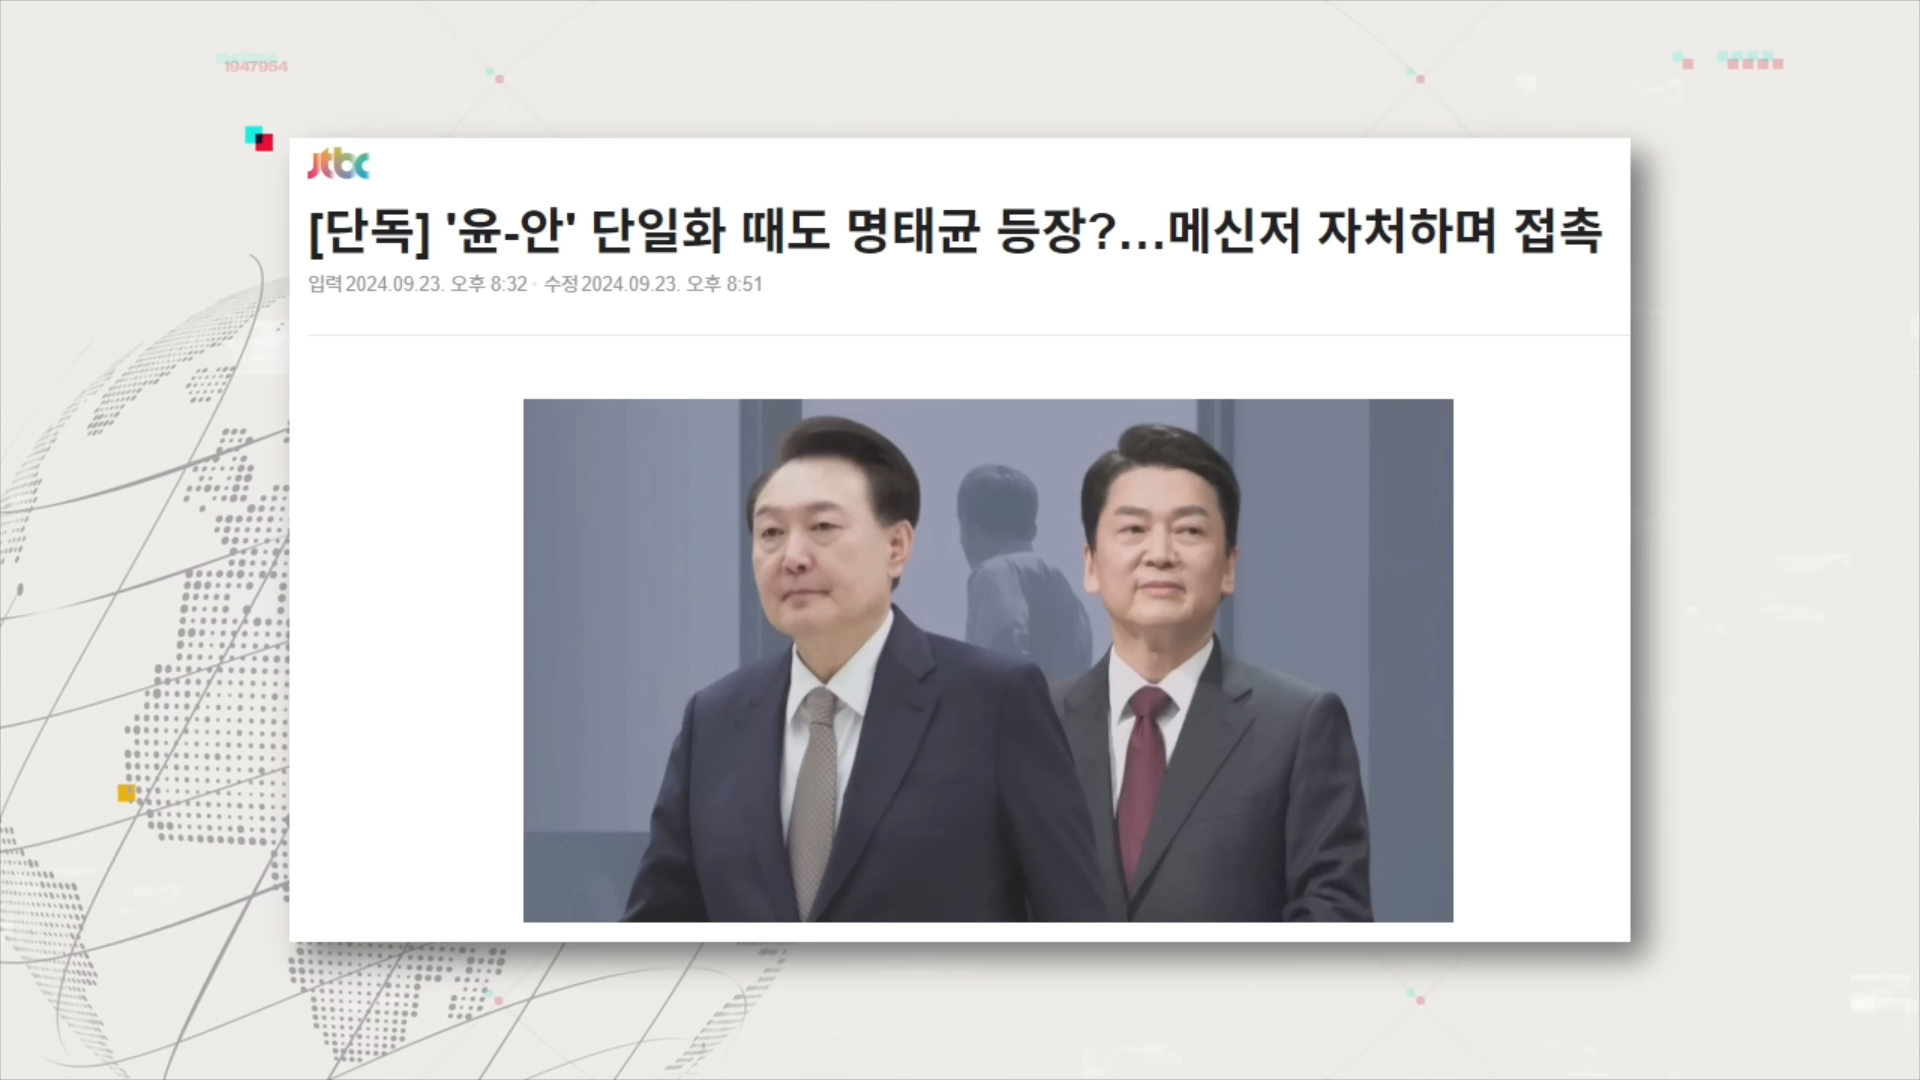 1947954
jtbc
[단독] '윤-안' 단일화 때도 명태균 등장?…메신저 자처하며 접촉
입력 2024.09.23. 오후 8:32 · 수정 2024.09.23. 오후 8:51